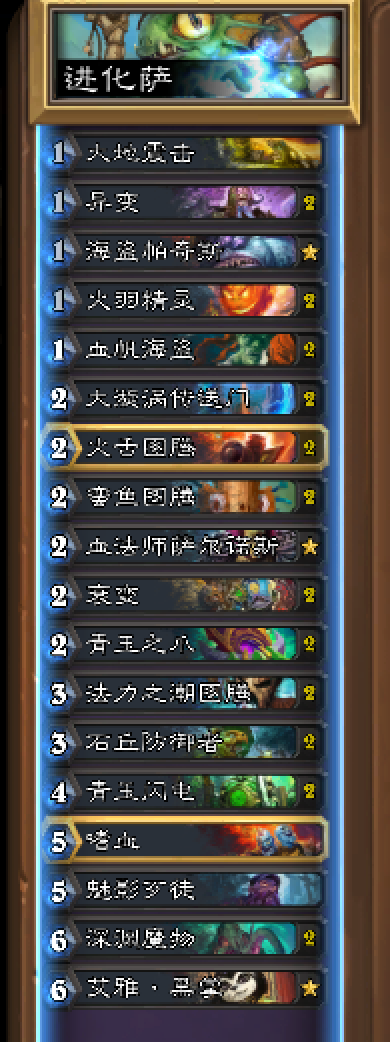 进化萨
1 大地震击
1 异变 2
1 海盗帕奇斯
1 火羽精灵 2
1 血帆海盗 2
2 大漩涡传送门 2
2 火舌图腾 2
2 鲨鱼图腾 2
2 血法师萨尔诺斯
2 衰变 2
2 青玉之爪 2
3 法力之潮图腾 2
3 石丘防御者 2
4 青玉闪电 2
5 嗜血
5 魅影歹徒
6 深渊魔物 2
6 艾雅·黑掌